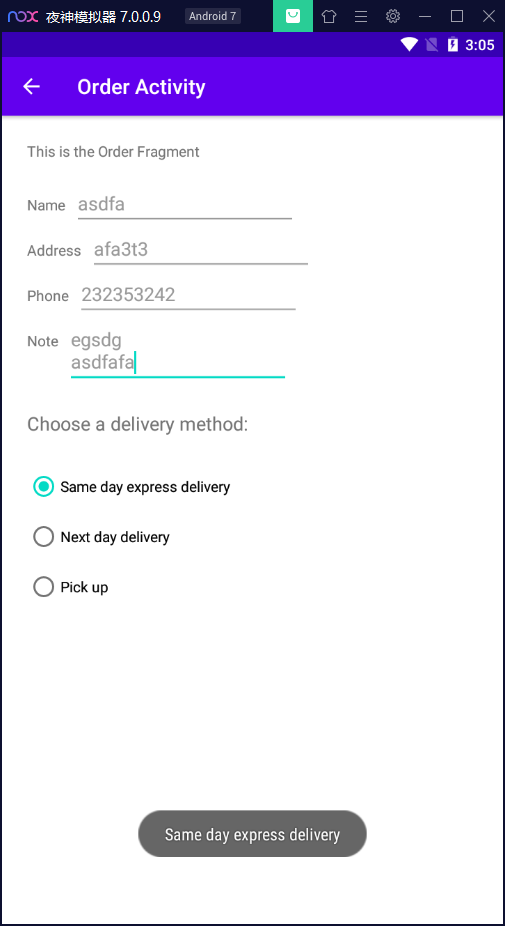 nox 夜神模拟器 7.0.0.9 Android 7
3:05
Order Activity
This is the Order Fragment
Name asdfa
Address afa3t3
Phone 232353242
Note egsdg
asdfafa
Choose a delivery method:
Same day express delivery
Next day delivery
Pick up
Same day express delivery